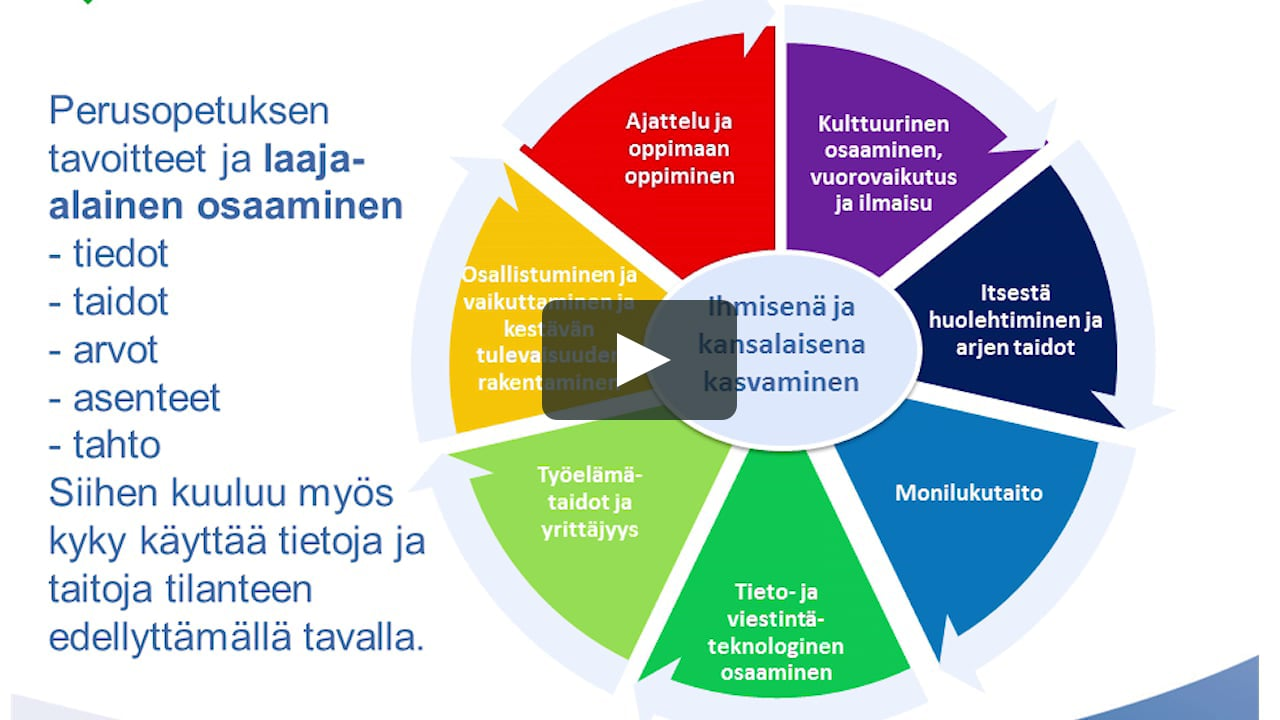 Perusopetuksen
tavoitteet ja laaja-
alainen osaaminen
- tiedot
- taidot
- arvot
- asenteet
- tahto
Siihen kuuluu myös
kyky käyttää tietoja ja
taitoja tilanteen
edellyttämällä tavalla.
Ajattelu ja
oppimaan
oppiminen
Kulttuurinen
osaaminen,
vuorovaikutus
ja ilmaisu
Itsestä
huolehtiminen ja
arjen taidot
Monilukutaito
Tieto- ja
viestintä-
teknologinen
osaaminen
Työelämä-
taidot ja
yrittäjyys
Osallistuminen ja
vaikuttaminen ja
kestävän
tulevaisuuden
rakentaminen
Ihmisenä ja
kansalaisena
kasvaminen